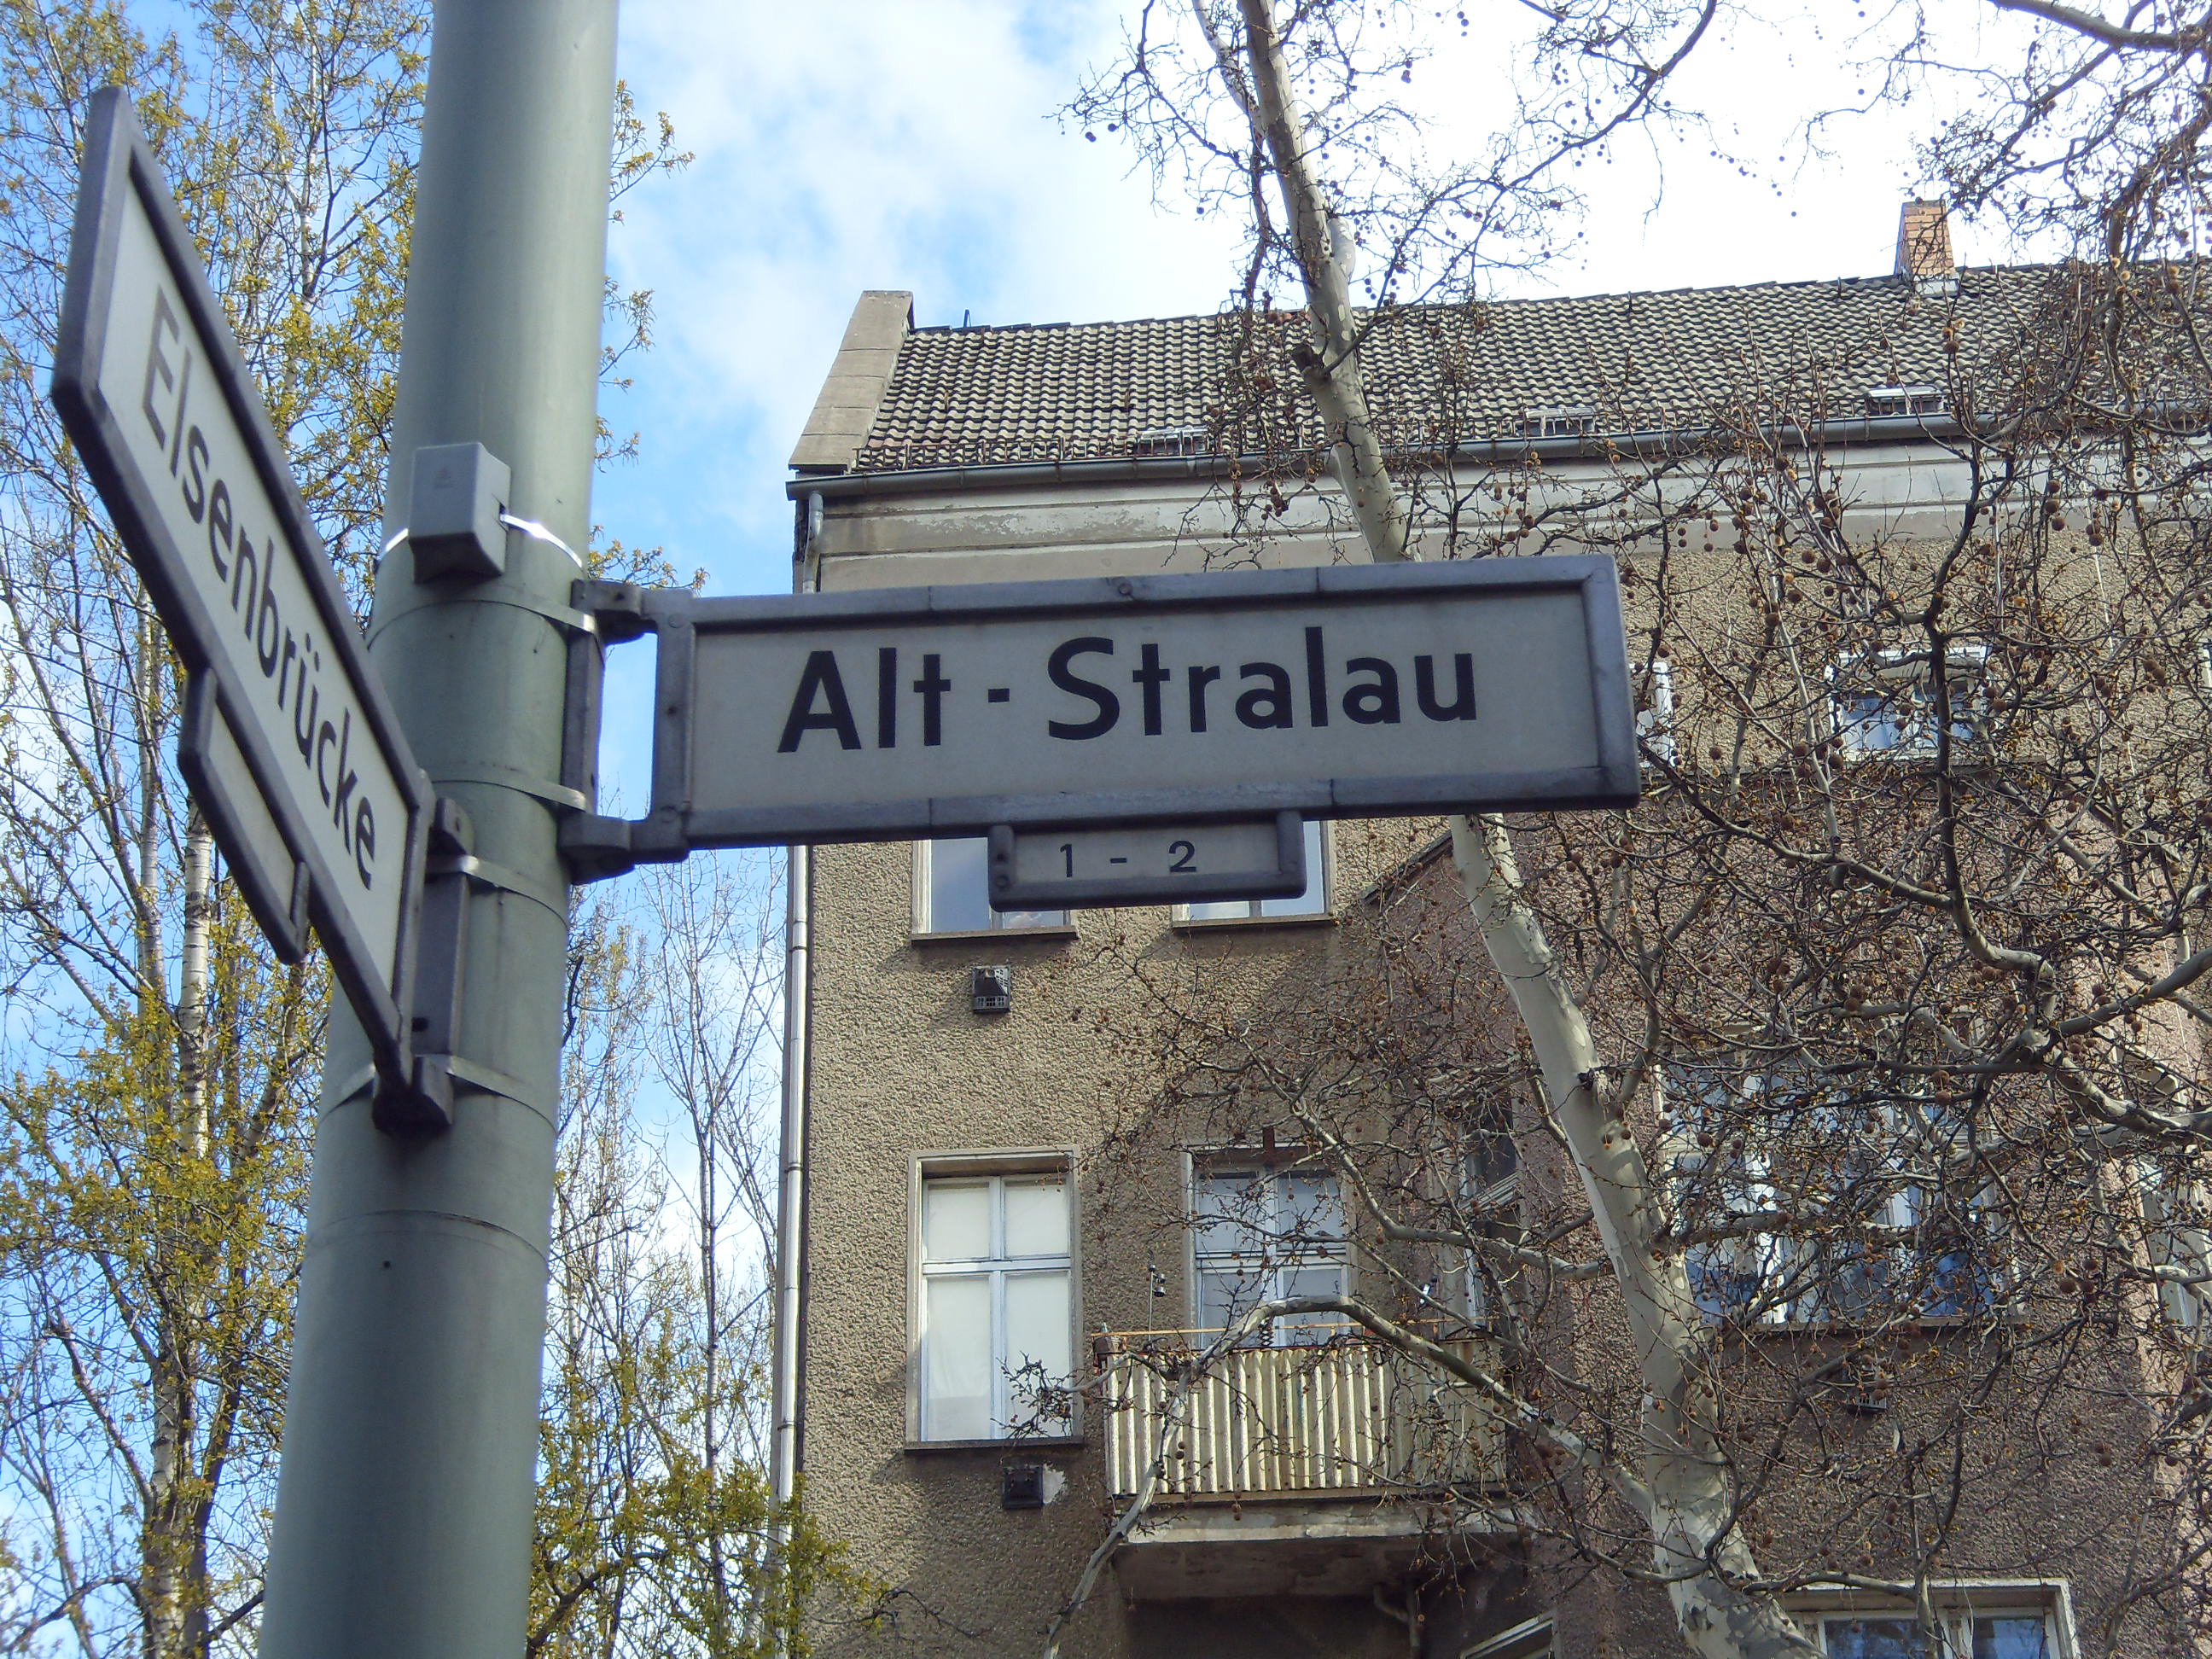 Elsenbrücke
Alt - Stralau
1 - 2